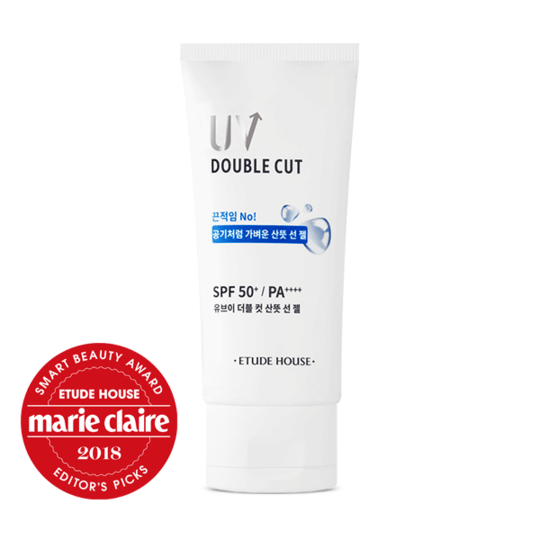 UV
DOUBLE CUT
끈적임 No!
공기처럼 가벼운 산뜻 선 젤
SPF 50+ / PA++++
유브이 더블 컷 산뜻 선 젤
·ETUDE HOUSE·
SMART BEAUTY AWARD
ETUDE HOUSE
marie claire
2018
EDITOR'S PICKS